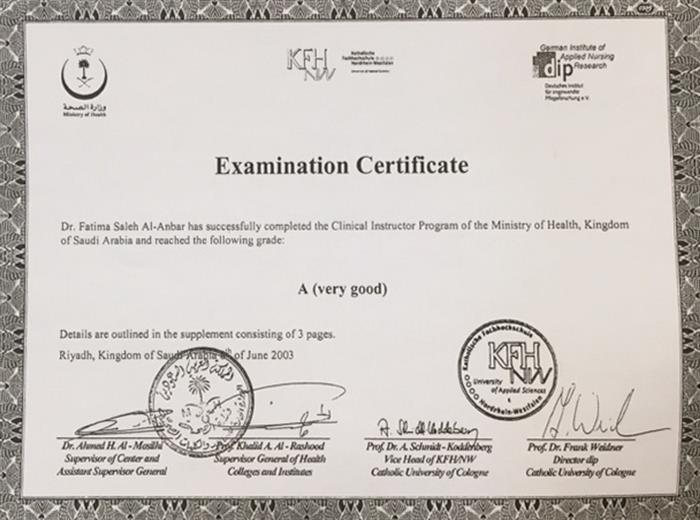 وزارة الصحة
Ministry of Health
KFH
NW
Katholische
Fachhochschule
Nordrhein-Westfalen
University of Applied Sciences
German Institute of
Applied Nursing
Research
dip
Deutsches Institut
für angewandte
Pflegeforschung e.V.
Examination Certificate
Dr. Fatima Saleh Al-Anbar has successfully completed the Clinical Instructor Program of the Ministry of Health, Kingdom
of Saudi Arabia and reached the following grade:
A (very good)
Details are outlined in the supplement consisting of 3 pages.
Riyadh, Kingdom of Saudi Arabia of June 2003
Katholische Fachhochschule
KFH
NW
University
of Applied Sciences
Nordrhein-Westfalen
Dr. Ahmed H. Al -
Supervisor of Center and
Assistant Supervisor General
Prof. Khalid A. Al - Rashood
Supervisor General of Health
Colleges and Institutes
Prof. Dr. A. Schmidt - Koddenberg
Vice Head of KFH/NW
Catholic University of Cologne
Prof. Dr. Frank Weidner
Director dip
Catholic University of Cologne